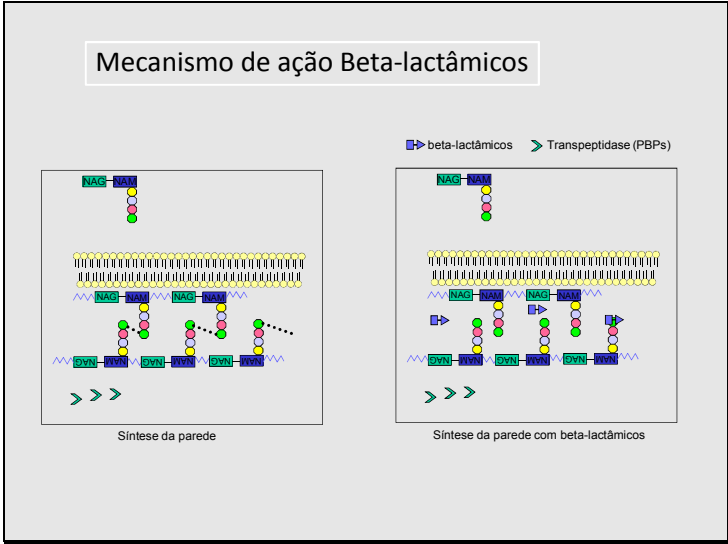 Mecanismo de ação Beta-lactâmicos
beta-lactâmicos
Transpeptidase (PBPs)
NAG NAM
NAG NAM NAG NAM
NAG NAM NAG NAM NAG NAM
Síntese da parede
NAG NAM
NAG NAM NAG NAM
NAG NAM NAG NAM NAG NAM
Síntese da parede com beta-lactâmicos